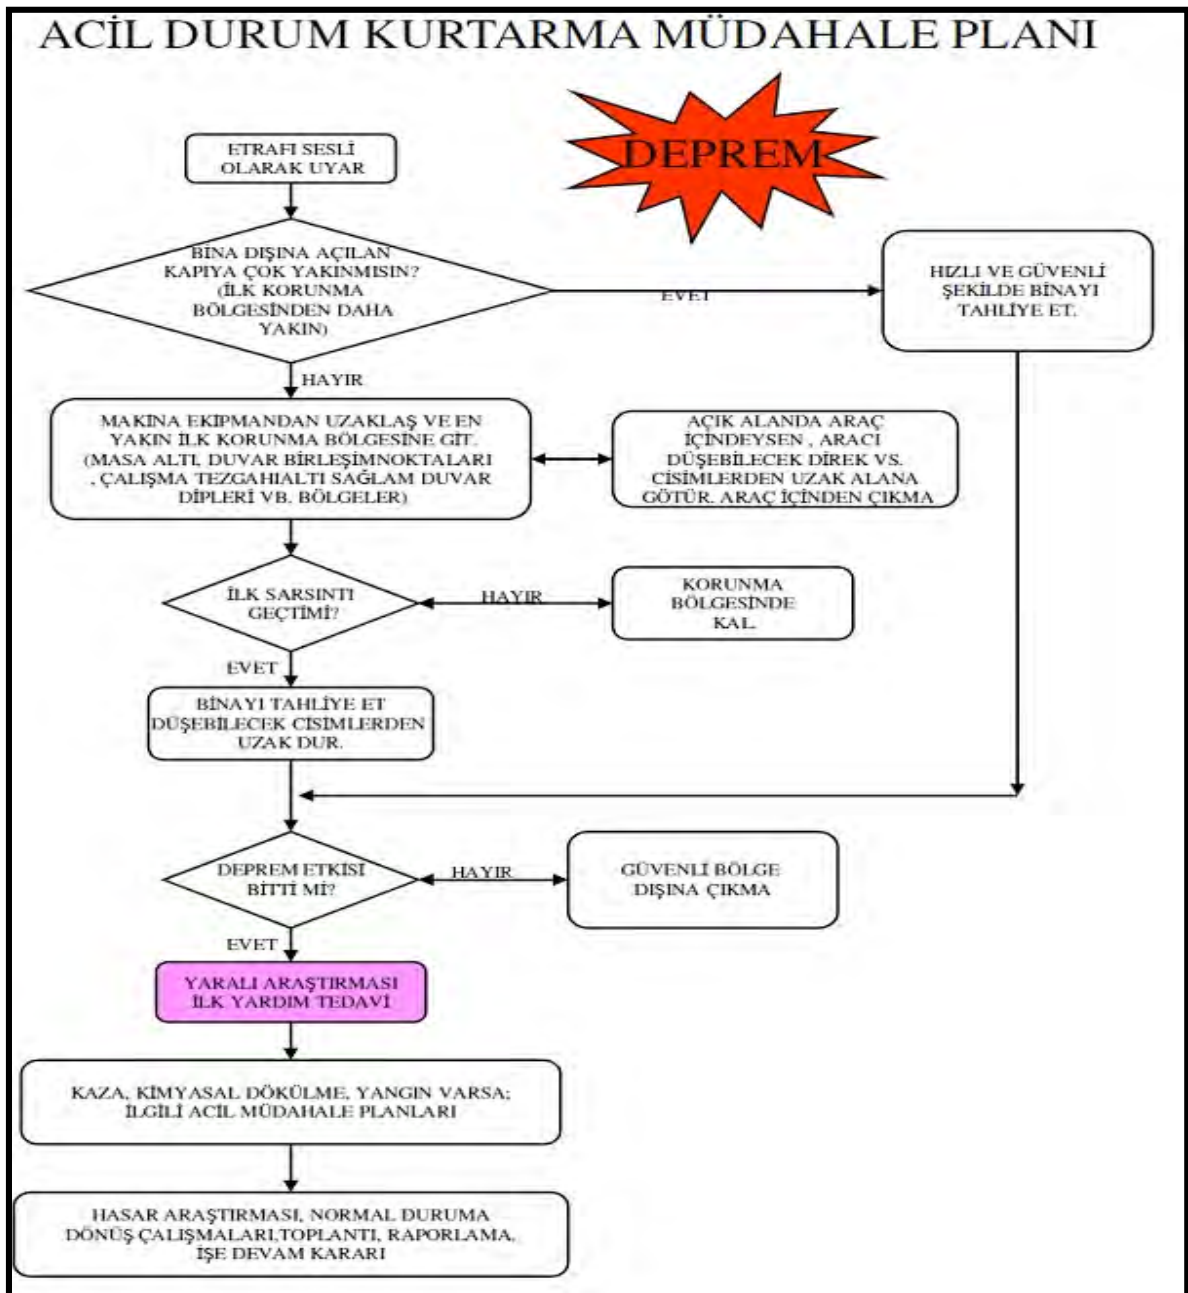 ACİL DURUM KURTARMA MÜDAHALE PLANI
DEPREM
ETRAFI SESLİ
OLARAK UYAR
BİNA DIŞINA AÇILAN
KAPIYA ÇOK YAKINMISIN?
(İLK KORUNMA
BÖLGESİNDEN DAHA
YAKIN)
EVET
HIZLI VE GÜVENLİ
ŞEKİLDE BİNAYI
TAHLİYE ET.
HAYIR
MAKINA EKIPMANDAN UZAKLAŞ VE EN
YAKIN İLK KORUNMA BÖLGESİNE GİT.
(MASA ALTI, DUVAR BİRLEŞİMNOKTALARI
, ÇALIŞMA TEZGAHIALTI SAĞLAM DUVAR
DİPLERİ VB. BÖLGELER)
AÇIK ALANDA ARAÇ
İÇİNDEYSEN , ARACI
DÜŞEBİLECEK DİREK VS.
CİSİMLERDEN UZAK ALANA
GÖTÜR. ARAÇ İÇİNDEN ÇIKMA
İLK SARSINTI
GEÇTİMİ?
HAYIR
KORUNMA
BÖLGESİNDE
KAL.
EVET
BİNAYI TAHLİYE ET
DÜŞEBİLECEK CİSİMLERDEN
UZAK DUR.
DEPREM ETKİSİ
BİTTİ Mİ?
HAYIR
GÜVENLİ BÖLGE
DIŞINA ÇIKMA
EVET
YARALI ARAŞTIRMASI
İLK YARDIM TEDAVİ
KAZA, KİMYASAL DÖKÜLME, YANGIN VARSA;
İLGİLİ ACİL MÜDAHALE PLANLARI
HASAR ARAŞTIRMASI, NORMAL DURUMA
DÖNÜŞ ÇALIŞMALARI,TOPLANTI, RAPORLAMA,
İŞE DEVAM KARARI